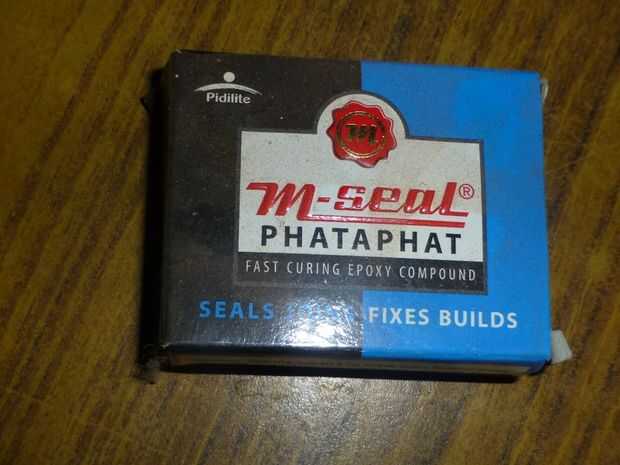 Pidilite
M
m-seal®
PHATAPHAT
FAST CURING EPOXY COMPOUND
SEALS FIXES BUILDS